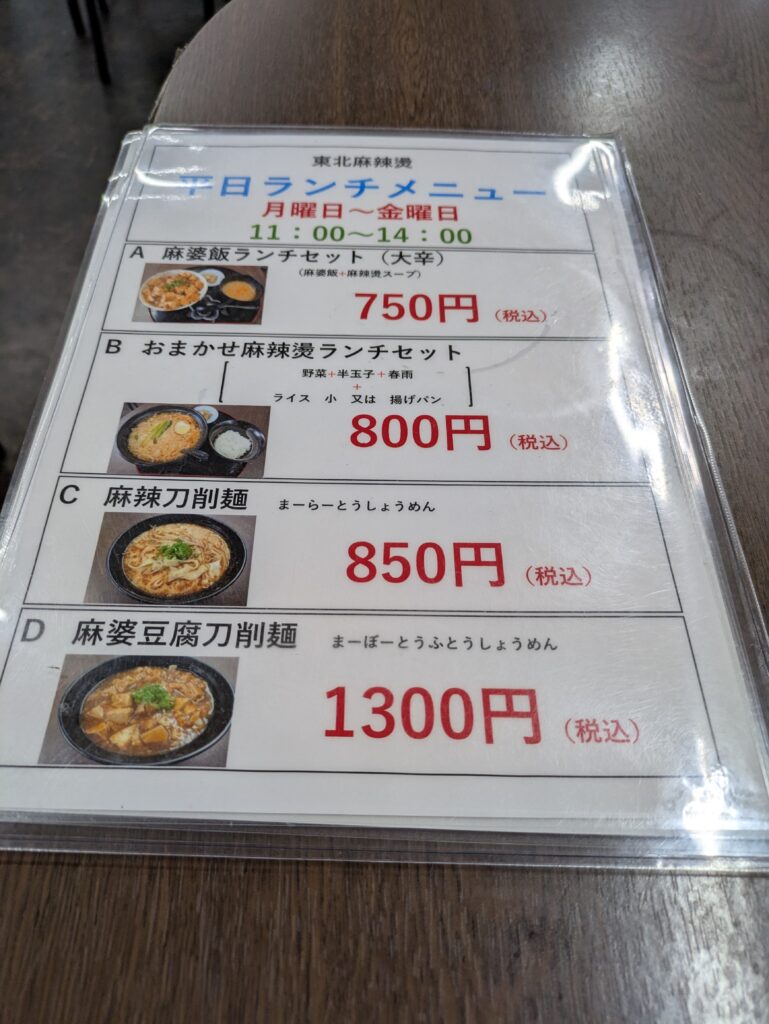 東北麻辣燙
平日ランチメニュー
月曜日～金曜日
11：00～14：00
A 麻婆飯ランチセット（大辛）
（麻婆飯+麻辣燙スープ）
750円（税込）
B おまかせ麻辣燙ランチセット
野菜+半玉子+春雨
+
ライス 小 又は 揚げパン
800円（税込）
C 麻辣刀削麺 まーらーとうしょうめん
850円（税込）
D 麻婆豆腐刀削麺 まーぼーとうふとうしょうめん
1300円（税込）